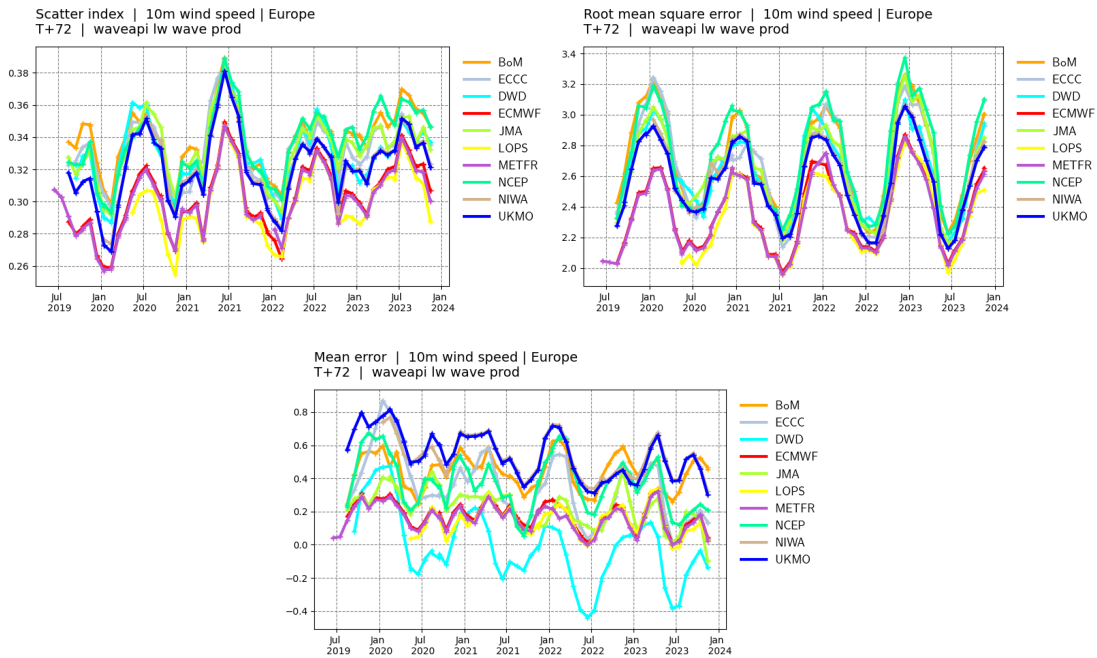 Scatter index | 10m wind speed | Europe
T+72 | waveapi lw wave prod
0.38
0.36
0.34
0.32
0.30
0.28
0.26
Jul
2019
Jan
2020
Jul
2020
Jan
2021
Jul
2021
Jan
2022
Jul
2022
Jan
2023
Jul
2023
Jan
2024
BoM
ECCC
DWD
ECMWF
JMA
LOPS
METFR
NCEP
NIWA
UKMO
Root mean square error | 10m wind speed | Europe
T+72 | waveapi lw wave prod
3.4
3.2
3.0
2.8
2.6
2.4
2.2
2.0
Jul
2019
Jan
2020
Jul
2020
Jan
2021
Jul
2021
Jan
2022
Jul
2022
Jan
2023
Jul
2023
Jan
2024
BoM
ECCC
DWD
ECMWF
JMA
LOPS
METFR
NCEP
NIWA
UKMO
Mean error | 10m wind speed | Europe
T+72 | waveapi lw wave prod
0.8
0.6
0.4
0.2
0.0
−0.2
−0.4
Jul
2019
Jan
2020
Jul
2020
Jan
2021
Jul
2021
Jan
2022
Jul
2022
Jan
2023
Jul
2023
Jan
2024
BoM
ECCC
DWD
ECMWF
JMA
LOPS
METFR
NCEP
NIWA
UKMO